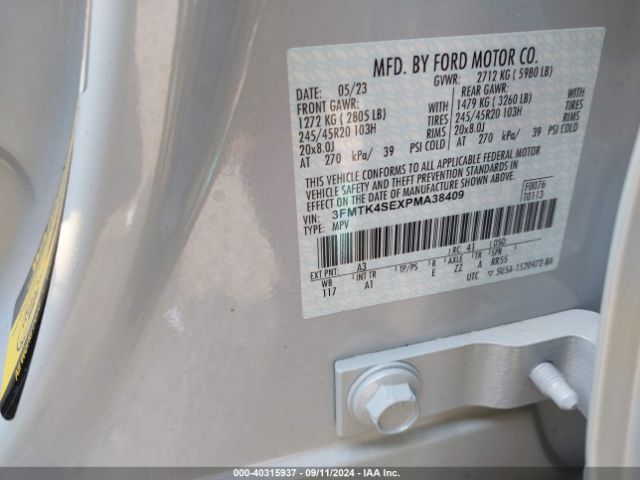 MFD. BY FORD MOTOR CO.
DATE: 05/23 GVWR: 2712 KG ( 5980 LB)
FRONT GAWR: REAR GAWR:
1272 KG ( 2805 LB) WITH 1479 KG ( 3260 LB) WITH
245/45R20 103H TIRES 245/45R20 103H TIRES
20x8.0J RIMS 20x8.0J RIMS
AT 270 kPa/ 39 PSI COLD AT 270 kPa/ 39 PSI COLD
THIS VEHICLE CONFORMS TO ALL APPLICABLE FEDERAL MOTOR
VEHICLE SAFETY AND THEFT PREVENTION STANDARDS IN
EFFECT ON THE DATE OF MANUFACTURE SHOWN ABOVE.
VIN: 3FMTK4SEXPMA38409 F0076
TYPE: MPV T0113
EXT PNT: A3 RC: 41 DSO:
WB INT TR TP/PS R AXLE TR SPR
117 A1 E ZZ A RR55
UTC 5USA-1520472-BA
000-40315937 - 09/11/2024 - IAA Inc.